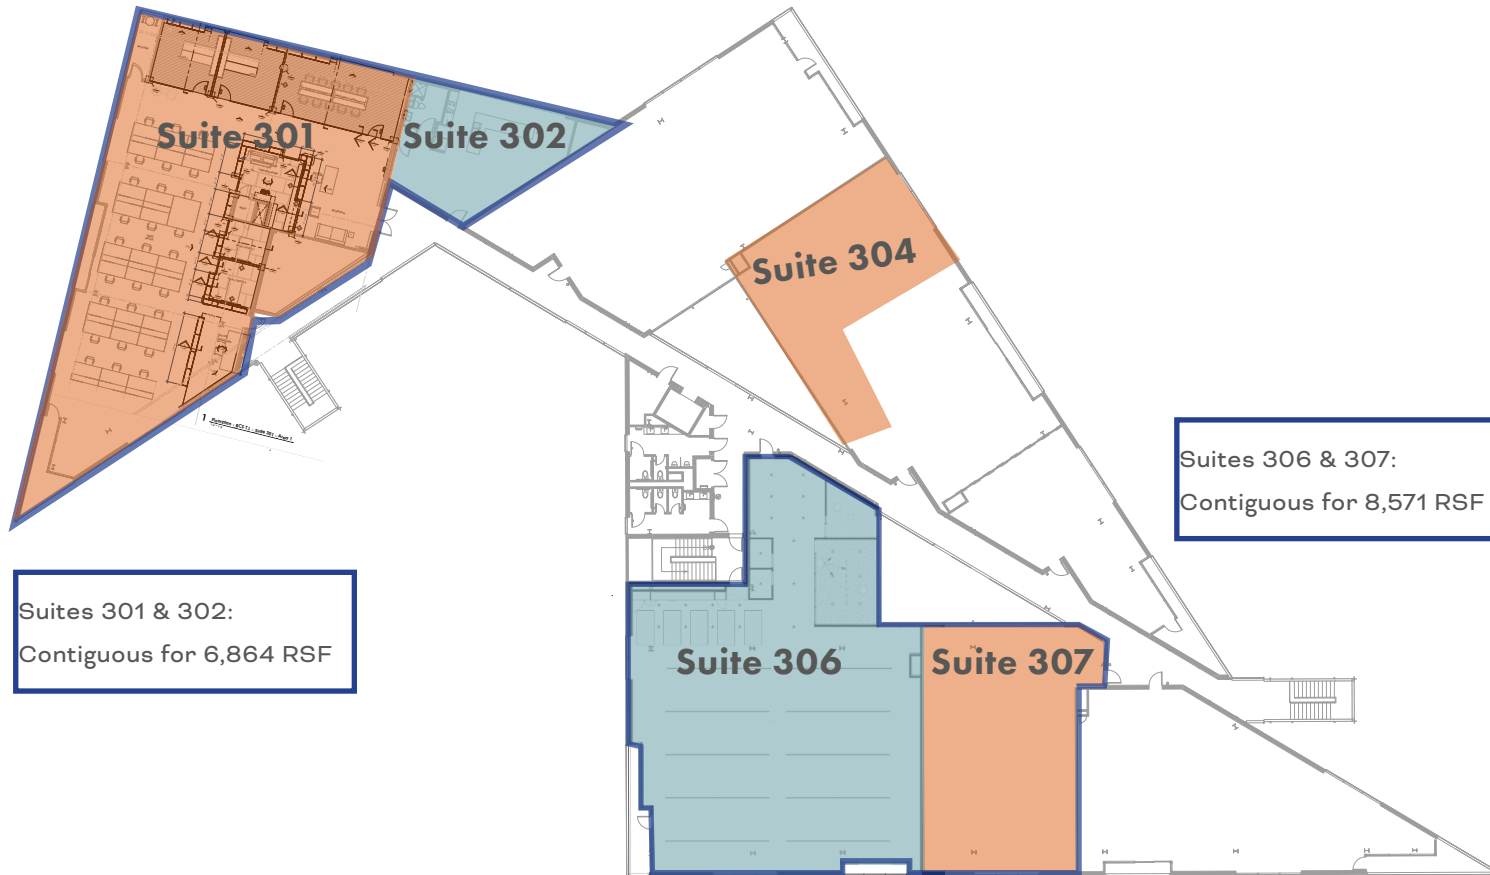 Suite 301
Suite 302
Suite 304
Suites 306 & 307:
Contiguous for 8,571 RSF
Suites 301 & 302:
Contiguous for 6,864 RSF
Suite 306
Suite 307